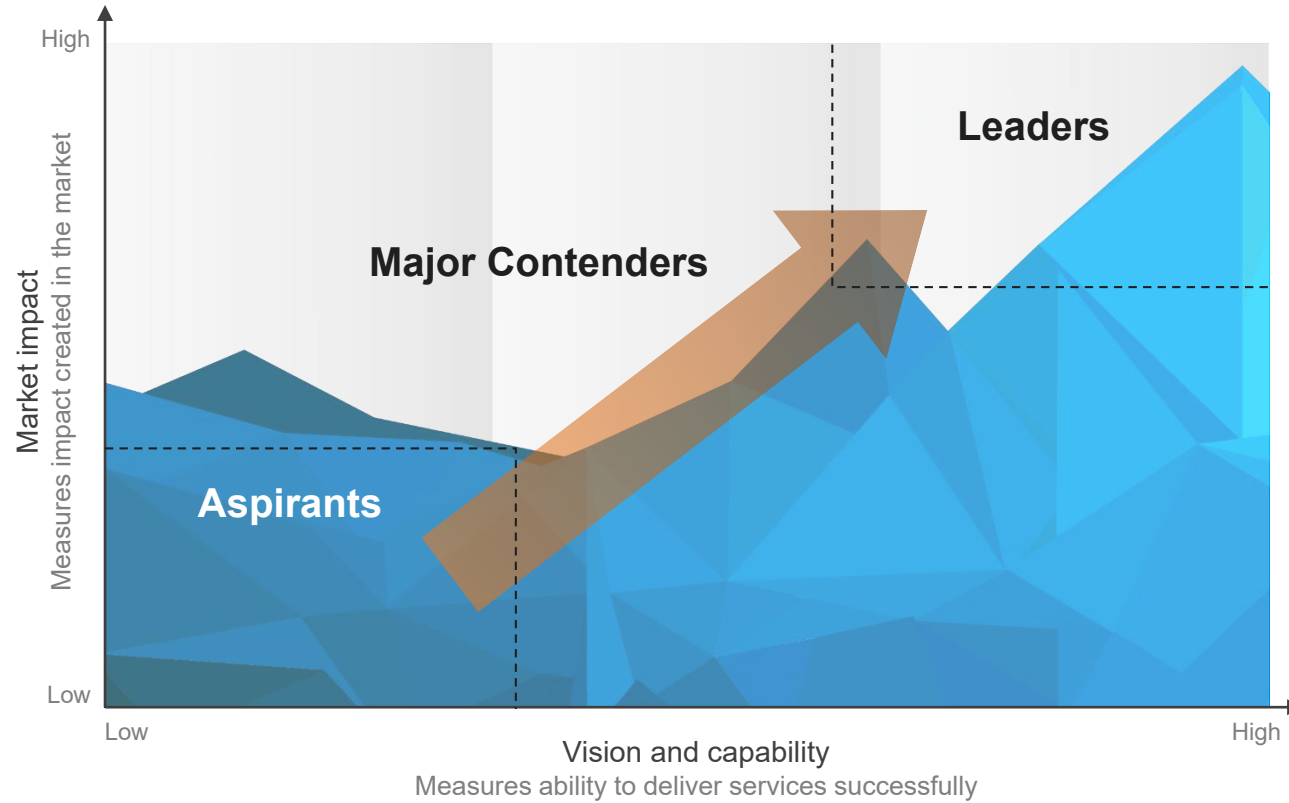 High
Leaders
Major Contenders
Market impact
Measures impact created in the market
Aspirants
Low
Low
High
Vision and capability
Measures ability to deliver services successfully